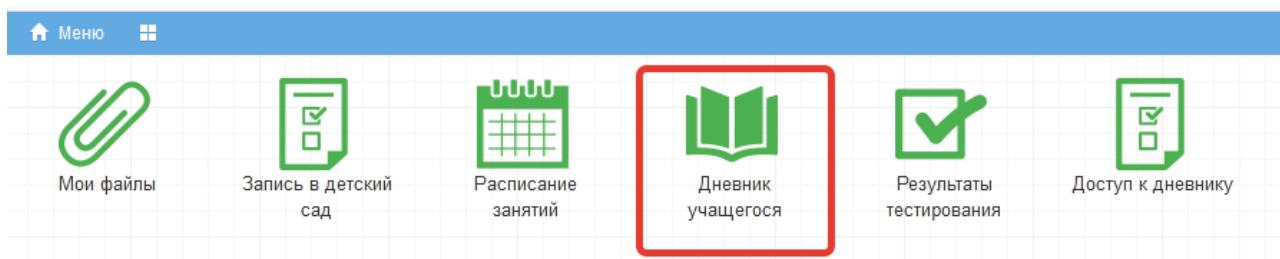 Меню
Мои файлы
Запись в детский
сад
Расписание
занятий
Дневник
учащегося
Результаты
тестирования
Доступ к дневнику